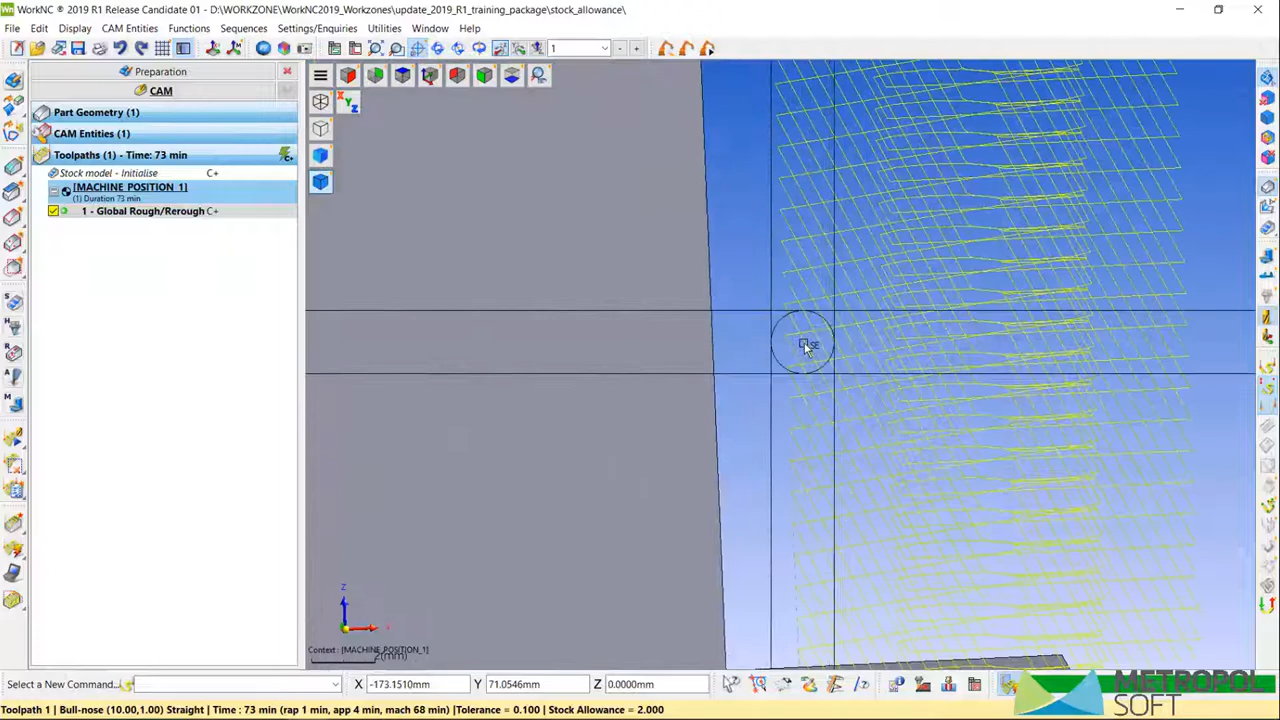 WorkNC ® 2019 R1 Release Candidate 01 - D:\WORKZONE\WorkNC2019_Workzones\update_2019_R1_training_package\stock_allowance\
File Edit Display CAM Entities Functions Sequences Settings/Enquiries Utilities Window Help
1
Preparation
CAM
Part Geometry (1)
CAM Entities (1)
Toolpaths (1) - Time: 73 min
Stock model - Initialise C+
[MACHINE POSITION 1]
(1) Duration 73 min
1 - Global Rough/Rerough C+
X Y Z
SE
Z
Context : [MACHINE_POSITION_1]
(mm)
Select a New Command... X -173.1510mm Y 71.0546mm Z 0.0000mm
METROPOL
SOFT
Toolpath 1 | Bull-nose (10.00,1.00) Straight | Time : 73 min (rap 1 min, app 4 min, mach 68 min) |Tolerance = 0.100 | Stock Allowance = 2.000